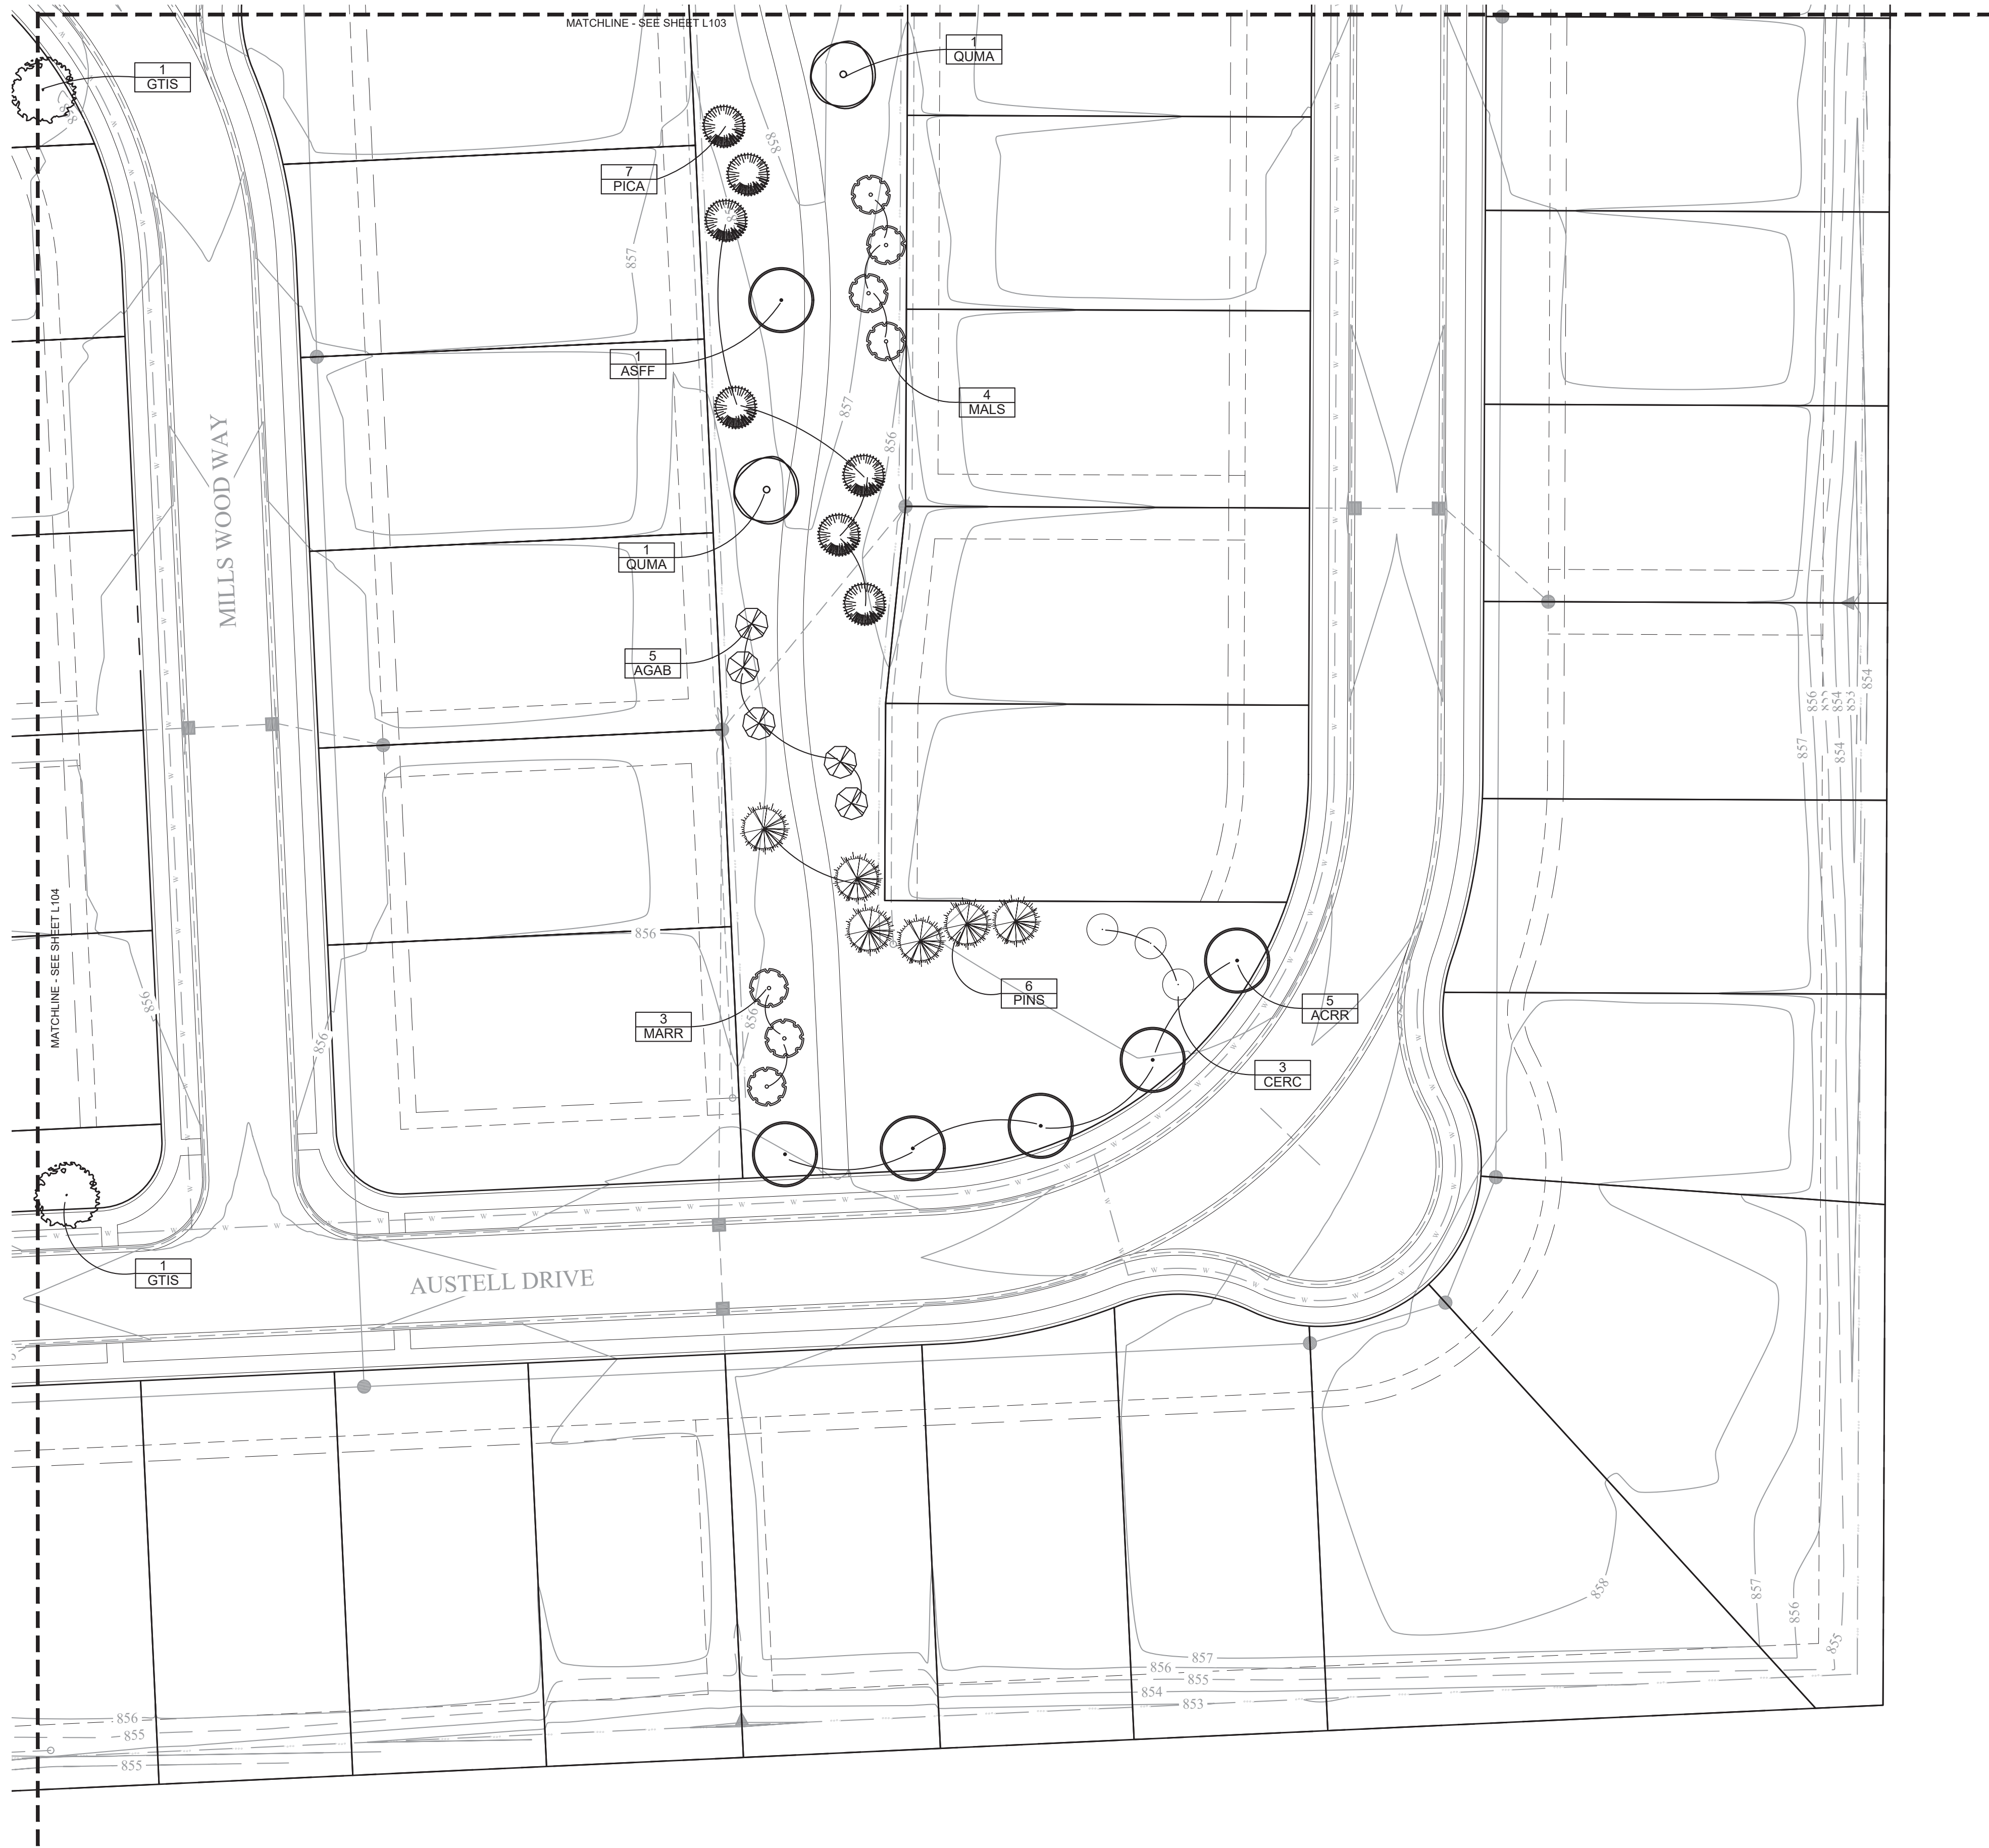 MATCHLINE - SEE SHEET L103
1
QUMA
1
GTIS
858
858
7
PICA
857
1
ASFF
4
MALS
857
856
MILLS WOOD WAY
1
QUMA
5
AGAB
856
855
854
853
854
857
854
MATCHLINE - SEE SHEET L104
856
856
856
6
PINS
5
ACRR
3
MARR
856
3
CERC
1
GTIS
AUSTELL DRIVE
858
857
856
855
857
856
855
854
853
856
855
855